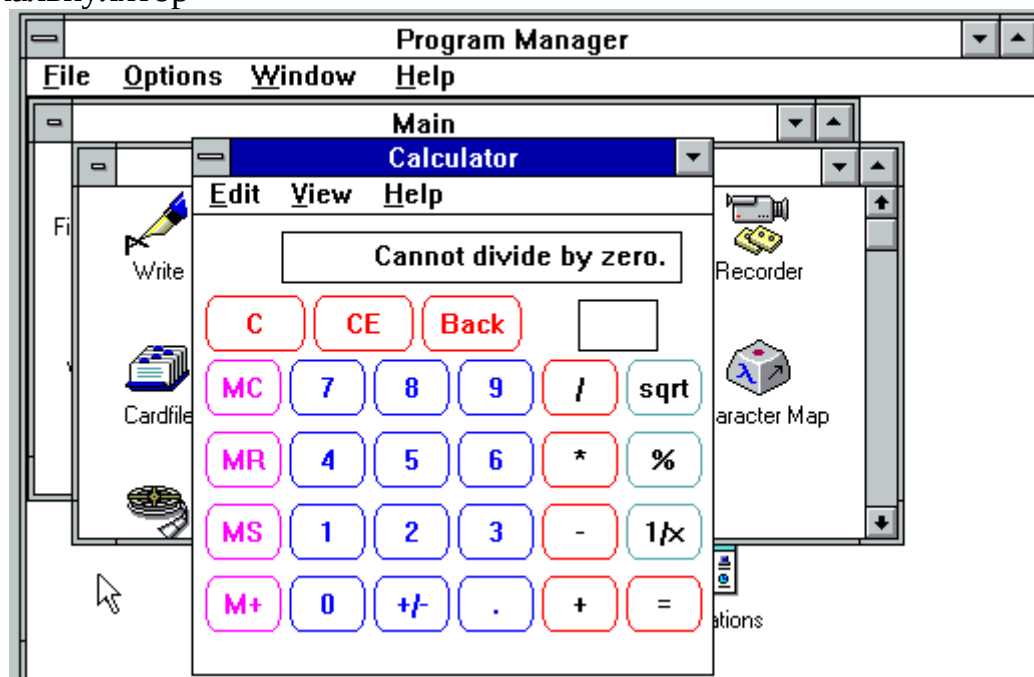 Program Manager
File Options Window Help
Main
Calculator
Edit View Help
Write
Recorder
Cannot divide by zero.
C CE Back
MC 7 8 9 / sqrt
Cardfile
MR 4 5 6 * %
MS 1 2 3 - 1/x
M+ 0 +/- . + =